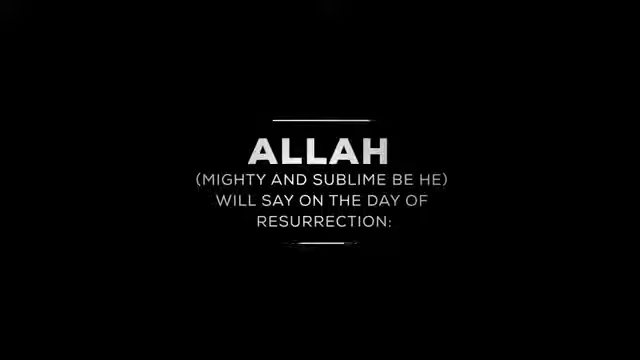 ALLAH
(MIGHTY AND SUBLIME BE HE)
WILL SAY ON THE DAY OF
RESURRECTION: